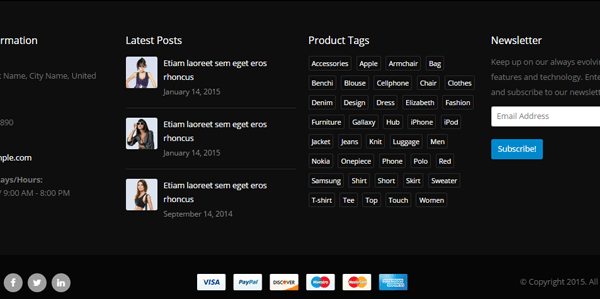 rmation
t Name, City Name, United
890
mple.com
ays/Hours:
/ 9:00 AM - 8:00 PM
Latest Posts
Etiam laoreet sem eget eros
rhoncus
January 14, 2015
Etiam laoreet sem eget eros
rhoncus
January 14, 2015
Etiam laoreet sem eget eros
rhoncus
September 14, 2014
Product Tags
Accessories Apple Armchair Bag
Benchi Blouse Cellphone Chair Clothes
Denim Design Dress Elizabeth Fashion
Furniture Gallaxy Hub iPhone iPod
Jacket Jeans Knit Luggage Men
Nokia Onepiece Phone Polo Red
Samsung Shirt Short Skirt Sweater
T-shirt Tee Top Touch Women
Newsletter
Keep up on our always evolvin
features and technology. Ente
and subscribe to our newslett
Email Address
Subscribe!
VISA PayPal DISCOVER Maestro MasterCard AMERICAN EXPRESS
© Copyright 2015. All